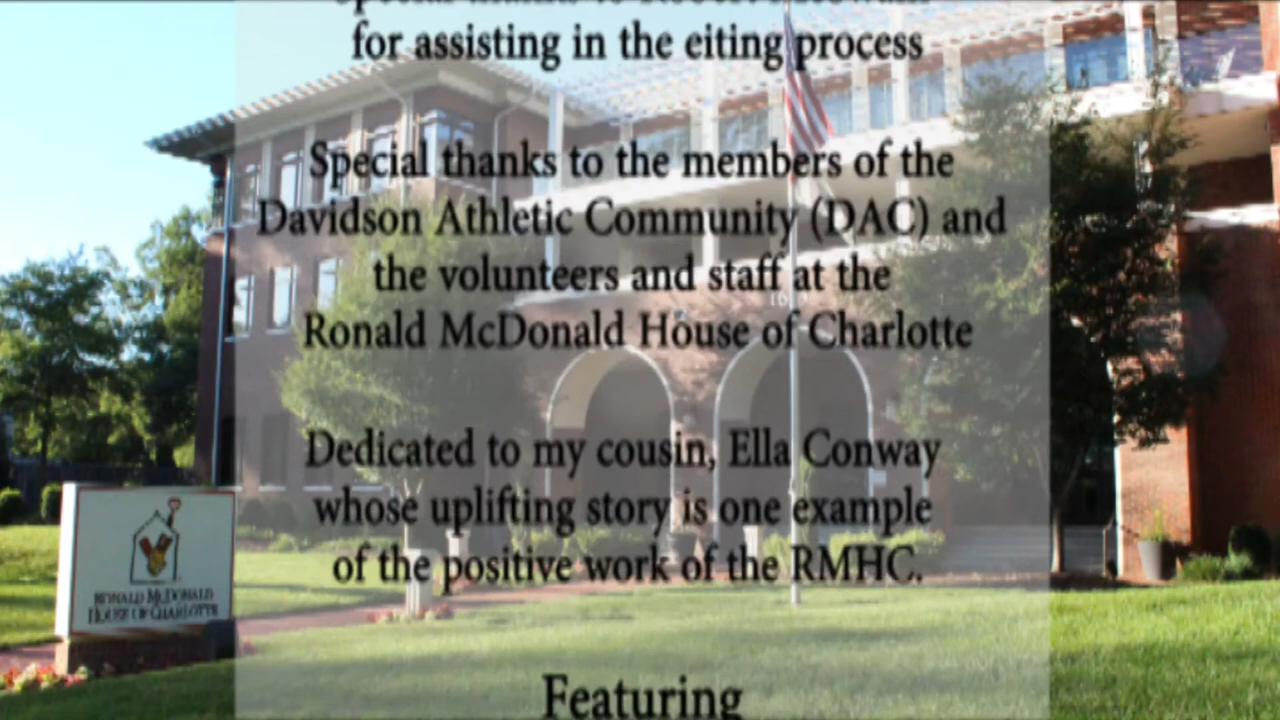 for assisting in the eiting process
Special thanks to the members of the
Davidson Athletic Community (DAC) and
the volunteers and staff at the
Ronald McDonald House of Charlotte
Dedicated to my cousin, Ella Conway
whose uplifting story is one example
of the positive work of the RMHC.
Featuring
RONALD MCDONALD
HOUSE OF CHARLOTTE